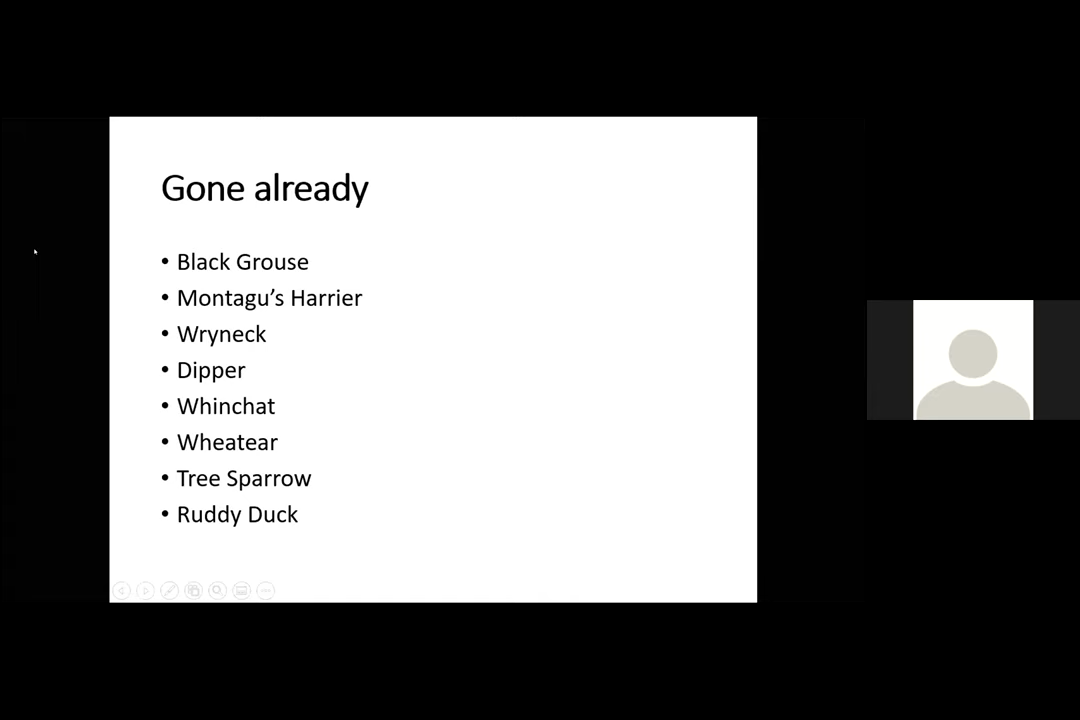 Gone already
• Black Grouse
• Montagu’s Harrier
• Wryneck
• Dipper
• Whinchat
• Wheatear
• Tree Sparrow
• Ruddy Duck